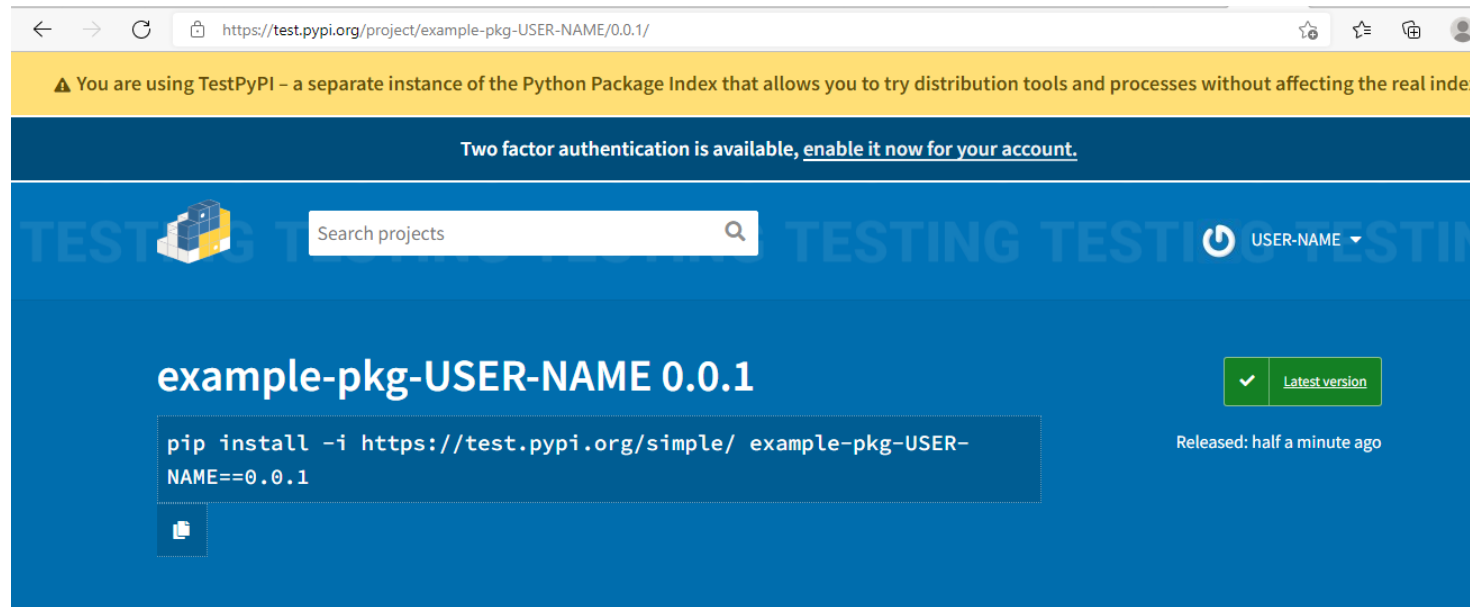 https://test.pypi.org/project/example-pkg-USER-NAME/0.0.1/
You are using TestPyPI – a separate instance of the Python Package Index that allows you to try distribution tools and processes without affecting the real inde
Two factor authentication is available, enable it now for your account.
TESTING TESTING TESTING TESTING TESTIN
Search projects
USER-NAME
example-pkg-USER-NAME 0.0.1
Latest version
pip install -i https://test.pypi.org/simple/ example-pkg-USER-
NAME==0.0.1
Released: half a minute ago